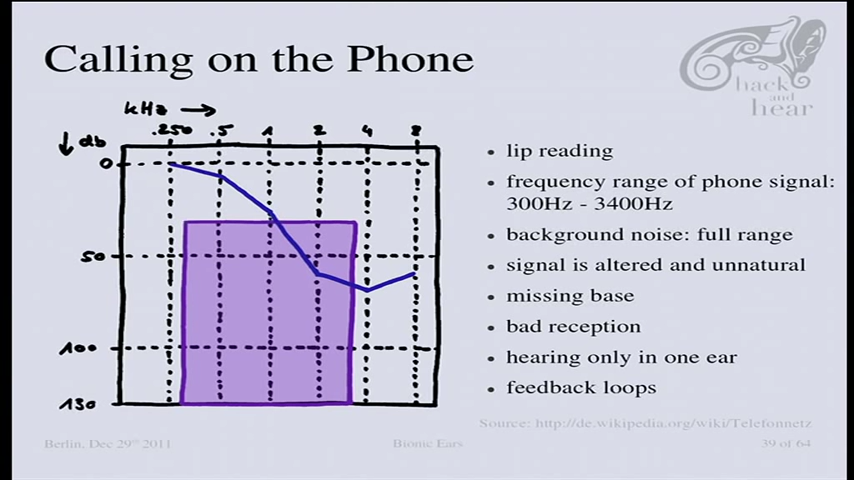 Calling on the Phone
hack
and
hear
kHz
.250 .5 1 2 4 8
db
0
50
100
130
• lip reading
• frequency range of phone signal:
300Hz - 3400Hz
• background noise: full range
• signal is altered and unnatural
• missing base
• bad reception
• hearing only in one ear
• feedback loops
Source: http://de.wikipedia.org/wiki/Telefonnetz
Berlin, Dec 29th 2011
Bionic Ears
39 of 64